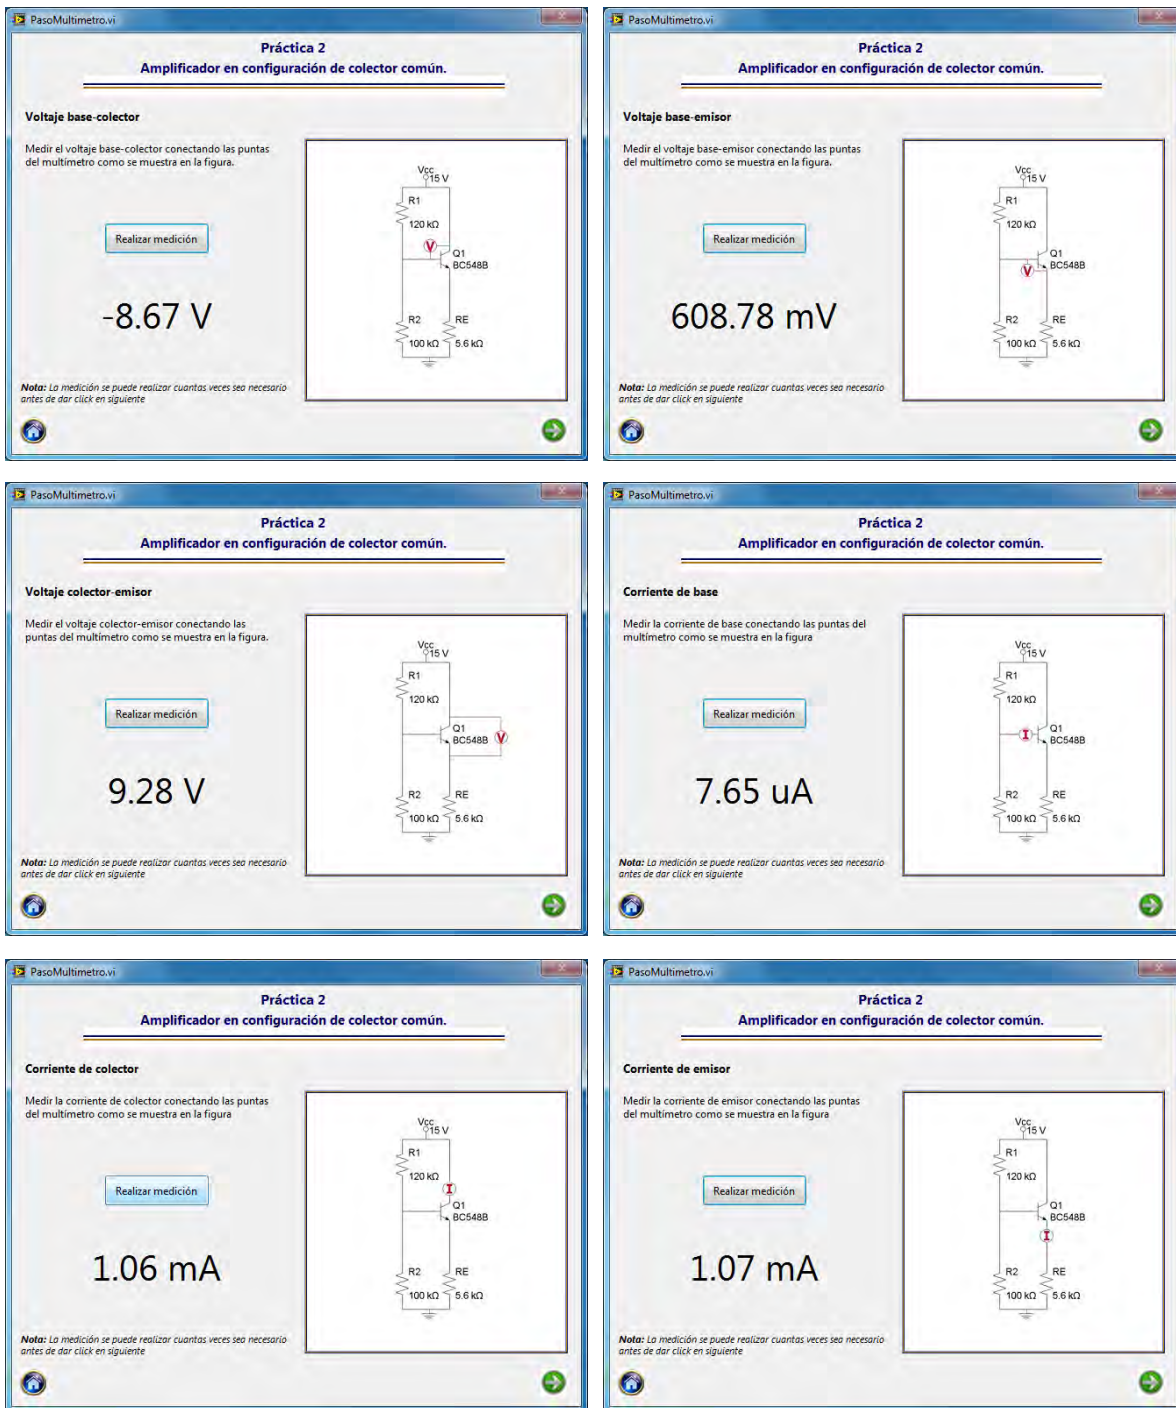 PasoMultimetro.vi
Práctica 2
Amplificador en configuración de colector común.
Voltaje base-colector
Medir el voltaje base-colector conectando las puntas
del multímetro como se muestra en la figura.
Realizar medición
-8.67 V
Nota: La medición se puede realizar cuantas veces sea necesario
antes de dar click en siguiente
Vcc
15 V
R1
120 kΩ
V
Q1
BC548B
R2
RE
100 kΩ
5.6 kΩ
PasoMultimetro.vi
Práctica 2
Amplificador en configuración de colector común.
Voltaje base-emisor
Medir el voltaje base-emisor conectando las puntas
del multímetro como se muestra en la figura.
Realizar medición
608.78 mV
Nota: La medición se puede realizar cuantas veces sea necesario
antes de dar click en siguiente
Vcc
15 V
R1
120 kΩ
Q1
BC548B
V
R2
RE
100 kΩ
5.6 kΩ
PasoMultimetro.vi
Práctica 2
Amplificador en configuración de colector común.
Voltaje colector-emisor
Medir el voltaje colector-emisor conectando las
puntas del multímetro como se muestra en la figura.
Realizar medición
9.28 V
Nota: La medición se puede realizar cuantas veces sea necesario
antes de dar click en siguiente
Vcc
15 V
R1
120 kΩ
Q1
BC548B
V
R2
RE
100 kΩ
5.6 kΩ
PasoMultimetro.vi
Práctica 2
Amplificador en configuración de colector común.
Corriente de base
Medir la corriente de base conectando las puntas del
multímetro como se muestra en la figura
Realizar medición
7.65 uA
Nota: La medición se puede realizar cuantas veces sea necesario
antes de dar click en siguiente
Vcc
15 V
R1
120 kΩ
I
Q1
BC548B
R2
RE
100 kΩ
5.6 kΩ
PasoMultimetro.vi
Práctica 2
Amplificador en configuración de colector común.
Corriente de colector
Medir la corriente de colector conectando las puntas
del multímetro como se muestra en la figura
Realizar medición
1.06 mA
Nota: La medición se puede realizar cuantas veces sea necesario
antes de dar click en siguiente
Vcc
15 V
R1
120 kΩ
I
Q1
BC548B
R2
RE
100 kΩ
5.6 kΩ
PasoMultimetro.vi
Práctica 2
Amplificador en configuración de colector común.
Corriente de emisor
Medir la corriente de emisor conectando las puntas
del multímetro como se muestra en la figura
Realizar medición
1.07 mA
Nota: La medición se puede realizar cuantas veces sea necesario
antes de dar click en siguiente
Vcc
15 V
R1
120 kΩ
Q1
BC548B
I
R2
RE
100 kΩ
5.6 kΩ